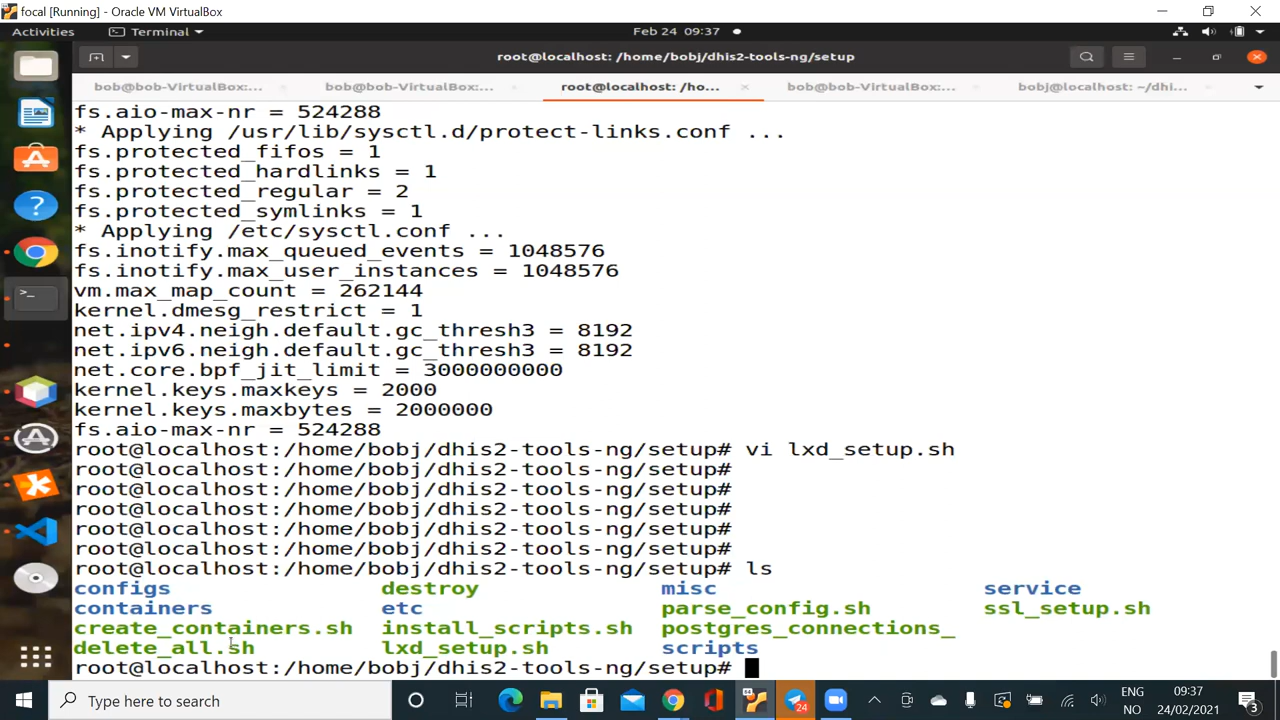 focal [Running] - Oracle VM VirtualBox
Activities Terminal Feb 24 09:37
root@localhost: /home/bobj/dhis2-tools-ng/setup
bob@bob-VirtualBox:... bob@bob-VirtualBox:... root@localhost: /ho... bob@bob-VirtualBox:... bobj@localhost: ~/dhi...
fs.aio-max-nr = 524288
* Applying /usr/lib/sysctl.d/protect-links.conf ...
fs.protected_fifos = 1
fs.protected_hardlinks = 1
fs.protected_regular = 2
fs.protected_symlinks = 1
* Applying /etc/sysctl.conf ...
fs.inotify.max_queued_events = 1048576
fs.inotify.max_user_instances = 1048576
vm.max_map_count = 262144
kernel.dmesg_restrict = 1
net.ipv4.neigh.default.gc_thresh3 = 8192
net.ipv6.neigh.default.gc_thresh3 = 8192
net.core.bpf_jit_limit = 3000000000
kernel.keys.maxkeys = 2000
kernel.keys.maxbytes = 2000000
fs.aio-max-nr = 524288
root@localhost:/home/bobj/dhis2-tools-ng/setup# vi lxd_setup.sh
root@localhost:/home/bobj/dhis2-tools-ng/setup#
root@localhost:/home/bobj/dhis2-tools-ng/setup#
root@localhost:/home/bobj/dhis2-tools-ng/setup#
root@localhost:/home/bobj/dhis2-tools-ng/setup#
root@localhost:/home/bobj/dhis2-tools-ng/setup#
root@localhost:/home/bobj/dhis2-tools-ng/setup# ls
configs destroy misc service
containers etc parse_config.sh ssl_setup.sh
create_containers.sh install_scripts.sh postgres_connections_
delete_all.sh lxd_setup.sh scripts
root@localhost:/home/bobj/dhis2-tools-ng/setup#
Type here to search
24
ENG
NO
09:37
24/02/2021
3